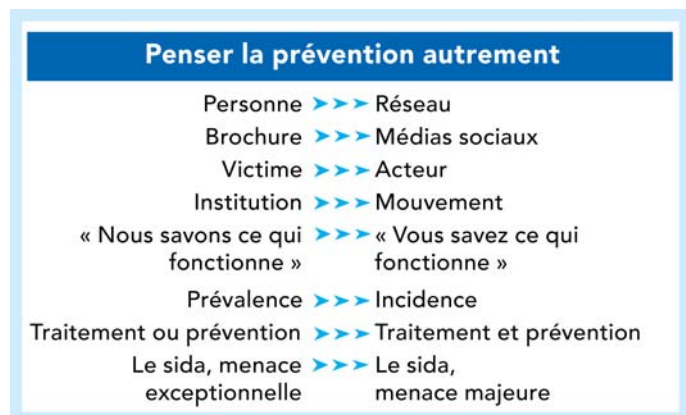 Penser la prévention autrement
Personne ➤➤➤ Réseau
Brochure ➤➤➤ Médias sociaux
Victime ➤➤➤ Acteur
Institution ➤➤➤ Mouvement
« Nous savons ce qui ➤➤➤ « Vous savez ce qui
fonctionne » fonctionne »
Prévalence ➤➤➤ Incidence
Traitement ou prévention ➤➤➤ Traitement et prévention
Le sida, menace ➤➤➤ Le sida,
exceptionnelle menace majeure